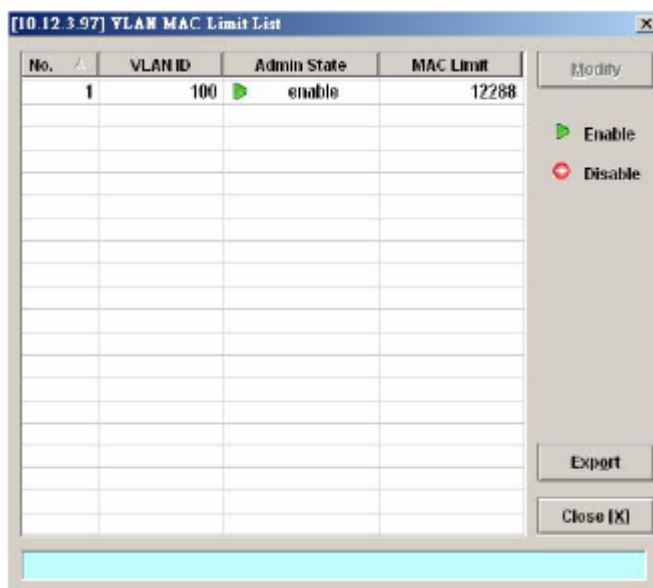 [10.12.3.97] VLAN MAC Limit List
No. VLAN ID Admin State MAC Limit
1 100 enable 12288
Modify
Enable
Disable
Export
Close [X]